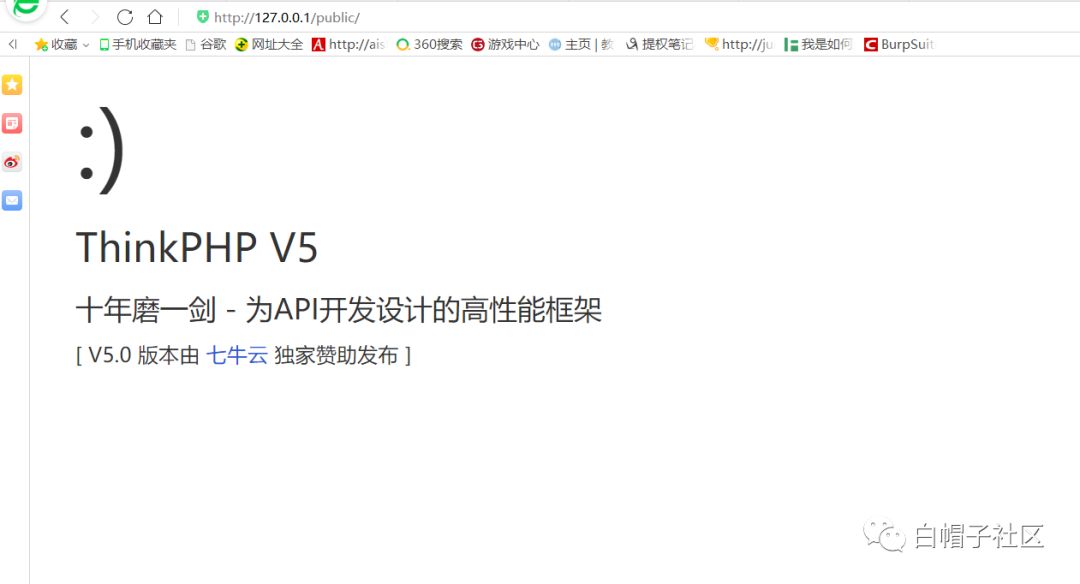 http://127.0.0.1/public/
收藏 手机收藏夹 谷歌 网址大全 http://ais 360搜索 游戏中心 主页 | 教 提权笔记 http://ju 我是如何 BurpSuit
:)
ThinkPHP V5
十年磨一剑 - 为API开发设计的高性能框架
[ V5.0 版本由 七牛云 独家赞助发布 ]
白帽子社区